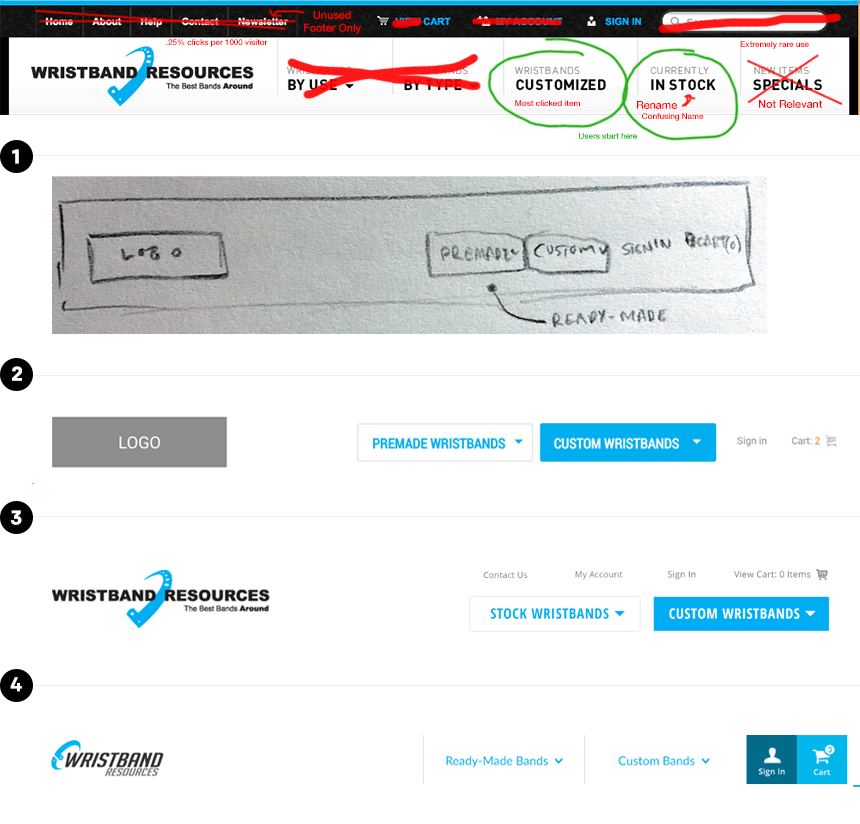 Home About Help Contact Newsletter Unused VIEW CART MY ACCOUNT SIGN IN
Footer Only
.25% clicks per 1000 visitor
Extremely rare use
WRISTBAND RESOURCES
The Best Bands Around
BY USE
BY TYPE
WRISTBANDS
CUSTOMIZED
Most clicked item
CURRENTLY
IN STOCK
Rename
Confusing Name
NEW ITEMS
SPECIALS
Not Relevant
Users start here
1
LOGO
PREMADE CUSTOM SIGN IN CART(0)
READY-MADE
2
LOGO PREMADE WRISTBANDS CUSTOM WRISTBANDS Sign in Cart: 2
3
Contact Us My Account Sign In View Cart: 0 Items
WRISTBAND RESOURCES
The Best Bands Around
STOCK WRISTBANDS CUSTOM WRISTBANDS
4
WRISTBAND
RESOURCES
Ready-Made Bands Custom Bands
Sign In
3
Cart